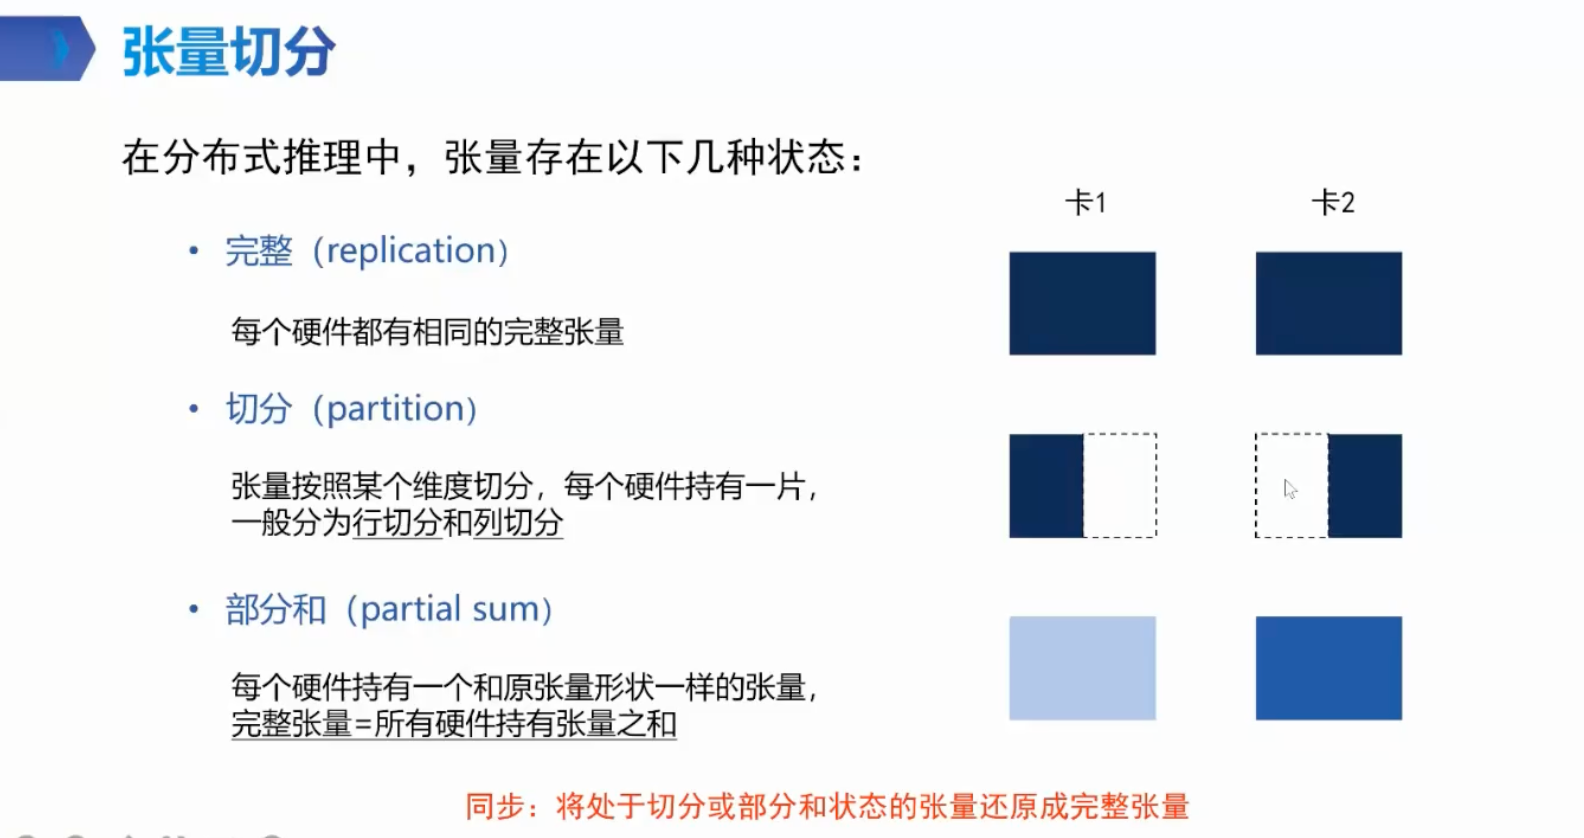 张量切分
在分布式推理中，张量存在以下几种状态：
卡1
卡2
• 完整（replication）
每个硬件都有相同的完整张量
• 切分（partition）
张量按照某个维度切分，每个硬件持有一片，
一般分为行切分和列切分
• 部分和（partial sum）
每个硬件持有一个和原张量形状一样的张量，
完整张量=所有硬件持有张量之和
同步：将处于切分或部分和状态的张量还原成完整张量